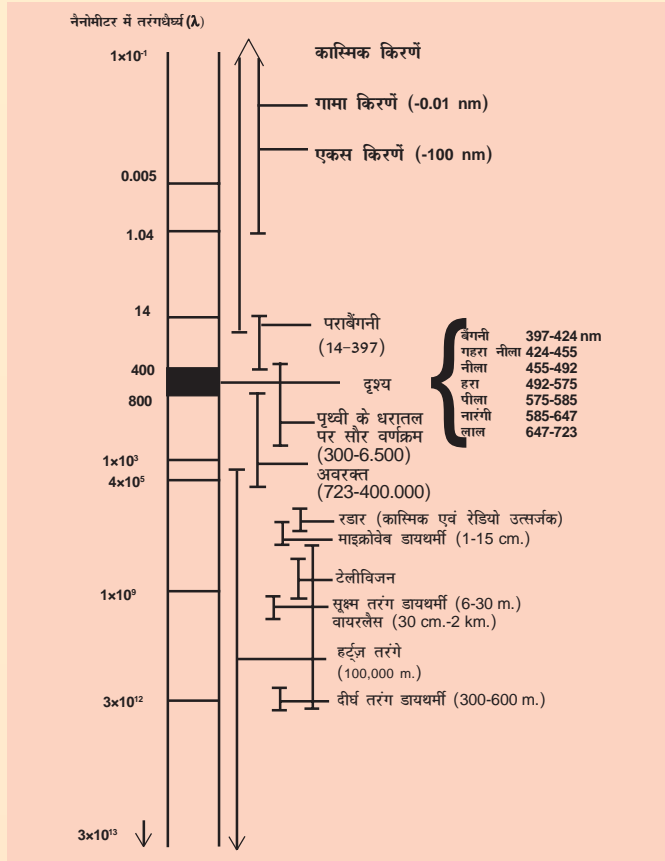 नैनोमीटर में तरंगधैर्घ्य (λ)
1×10⁻¹
0.005
1.04
14
400
800
1×10³
4×10⁵
1×10⁹
3×10¹²
3×10¹³
कास्मिक किरणें
गामा किरणें (-0.01 nm)
एकस किरणें (-100 nm)
पराबैंगनी
(14-397)
दृश्य
बैंगनी 397-424 nm
गहरा नीला 424-455
नीला 455-492
हरा 492-575
पीला 575-585
नारंगी 585-647
लाल 647-723
पृथ्वी के धरातल
पर सौर वर्णक्रम
(300-6.500)
अवरक्त
(723-400.000)
रडार (कास्मिक एवं रेडियो उत्सर्जक)
माइक्रोवेब डायथर्मी (1-15 cm.)
टेलीविजन
सूक्ष्म तरंग डायथर्मी (6-30 m.)
वायरलैस (30 cm.-2 km.)
हर्ट्ज़ तरंगे
(100,000 m.)
दीर्घ तरंग डायथर्मी (300-600 m.)